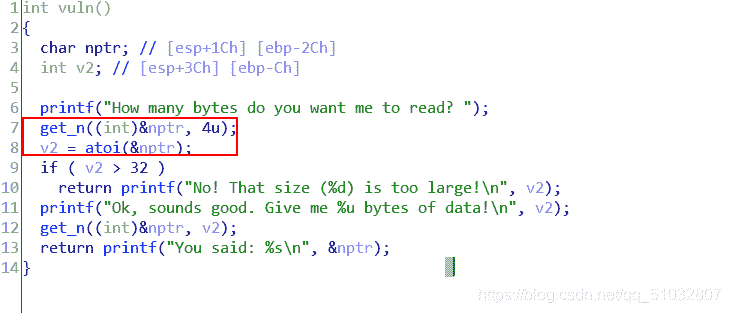 1 int vuln()
2 {
3 char nptr; // [esp+1Ch] [ebp-2Ch]
4 int v2; // [esp+3Ch] [ebp-Ch]
5
6 printf("How many bytes do you want me to read? ");
7 get_n((int)&nptr, 4u);
8 v2 = atoi(&nptr);
9 if ( v2 > 32 )
10 return printf("No! That size (%d) is too large!\n", v2);
11 printf("Ok, sounds good. Give me %u bytes of data!\n", v2);
12 get_n((int)&nptr, v2);
13 return printf("You said: %s\n", &nptr);
14 }
https://blog.csdn.net/qq_51032807